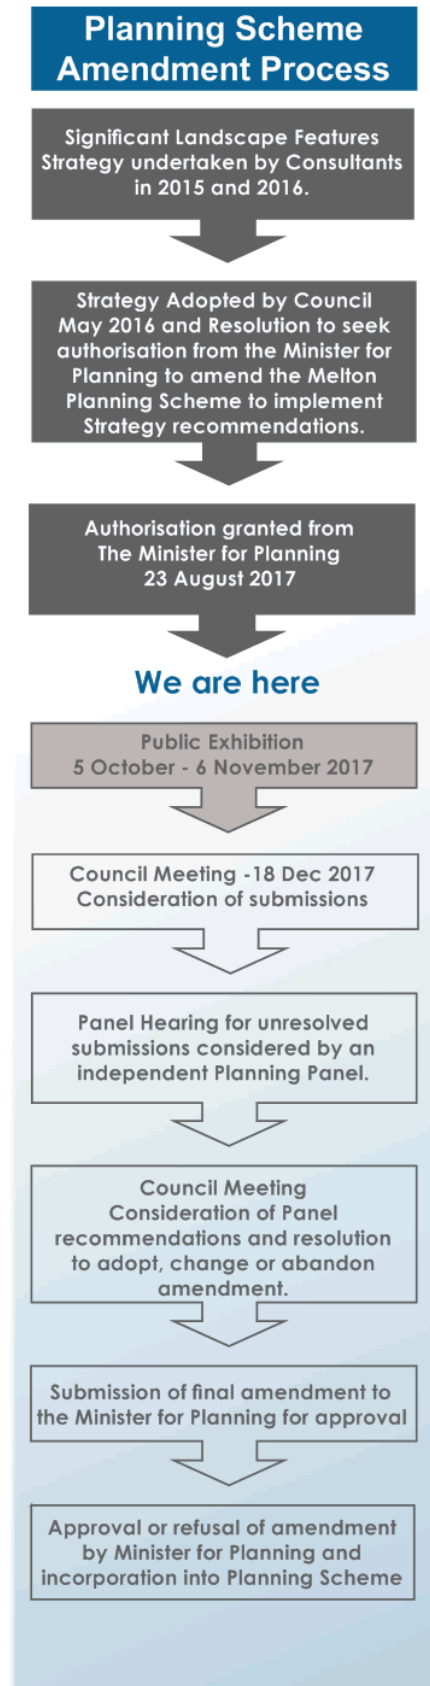 Planning Scheme
Amendment Process
Significant Landscape Features
Strategy undertaken by Consultants
in 2015 and 2016.
Strategy Adopted by Council
May 2016 and Resolution to seek
authorisation from the Minister for
Planning to amend the Melton
Planning Scheme to implement
Strategy recommendations.
Authorisation granted from
The Minister for Planning
23 August 2017
We are here
Public Exhibition
5 October - 6 November 2017
Council Meeting -18 Dec 2017
Consideration of submissions
Panel Hearing for unresolved
submissions considered by an
independent Planning Panel.
Council Meeting
Consideration of Panel
recommendations and resolution
to adopt, change or abandon
amendment.
Submission of final amendment to
the Minister for Planning for approval
Approval or refusal of amendment
by Minister for Planning and
incorporation into Planning Scheme